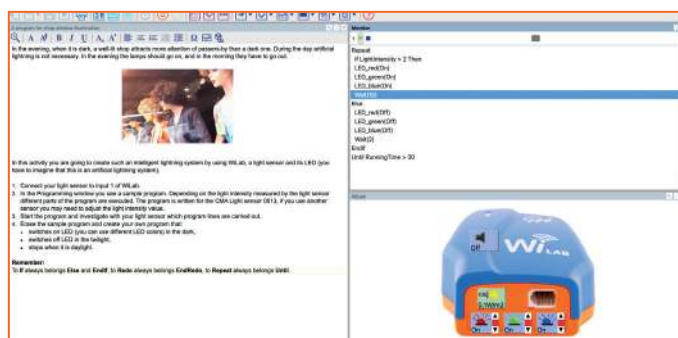 A program for shop window illumination
In the evening, when it is dark, a well-lit shop attracts more attention of passers-by than a dark one. During the day artificial
lightning is not necessary. In the evening the lamps should go on, and in the morning they have to go out.
In this activity you are going to create such an intelligent lightning system by using WiLab, a light sensor and its LED (you
have to imagine that this is an artificial lightning system).
1. Connect your light sensor to input 1 of WiLab.
2. In the Programming window you see a sample program. Depending on the light intensity measured by the light sensor
different parts of the program are executed. The program is written for the CMA Light sensor 0513, if you use another
sensor you may need to adjust the light intensity value.
3. Start the program and investigate with your light sensor which program lines are carried out.
4. Erase the sample program and create your own program that:
• switches on LED (you can use different LED colors) in the dark,
• switches off LED in the twilight,
• stops when it is daylight.
Remember:
To If always belongs Else and EndIf, to Redo always belongs EndRedo, to Repeat always belongs Until.
Repeat
If LightIntensity > 2 Then
LED_red(On)
LED_green(On)
LED_blue(On)
Else
LED_red(Off)
LED_green(Off)
LED_blue(Off)
EndIf
Until RunningTime > 30
Off
Wi LAB
On
On
On